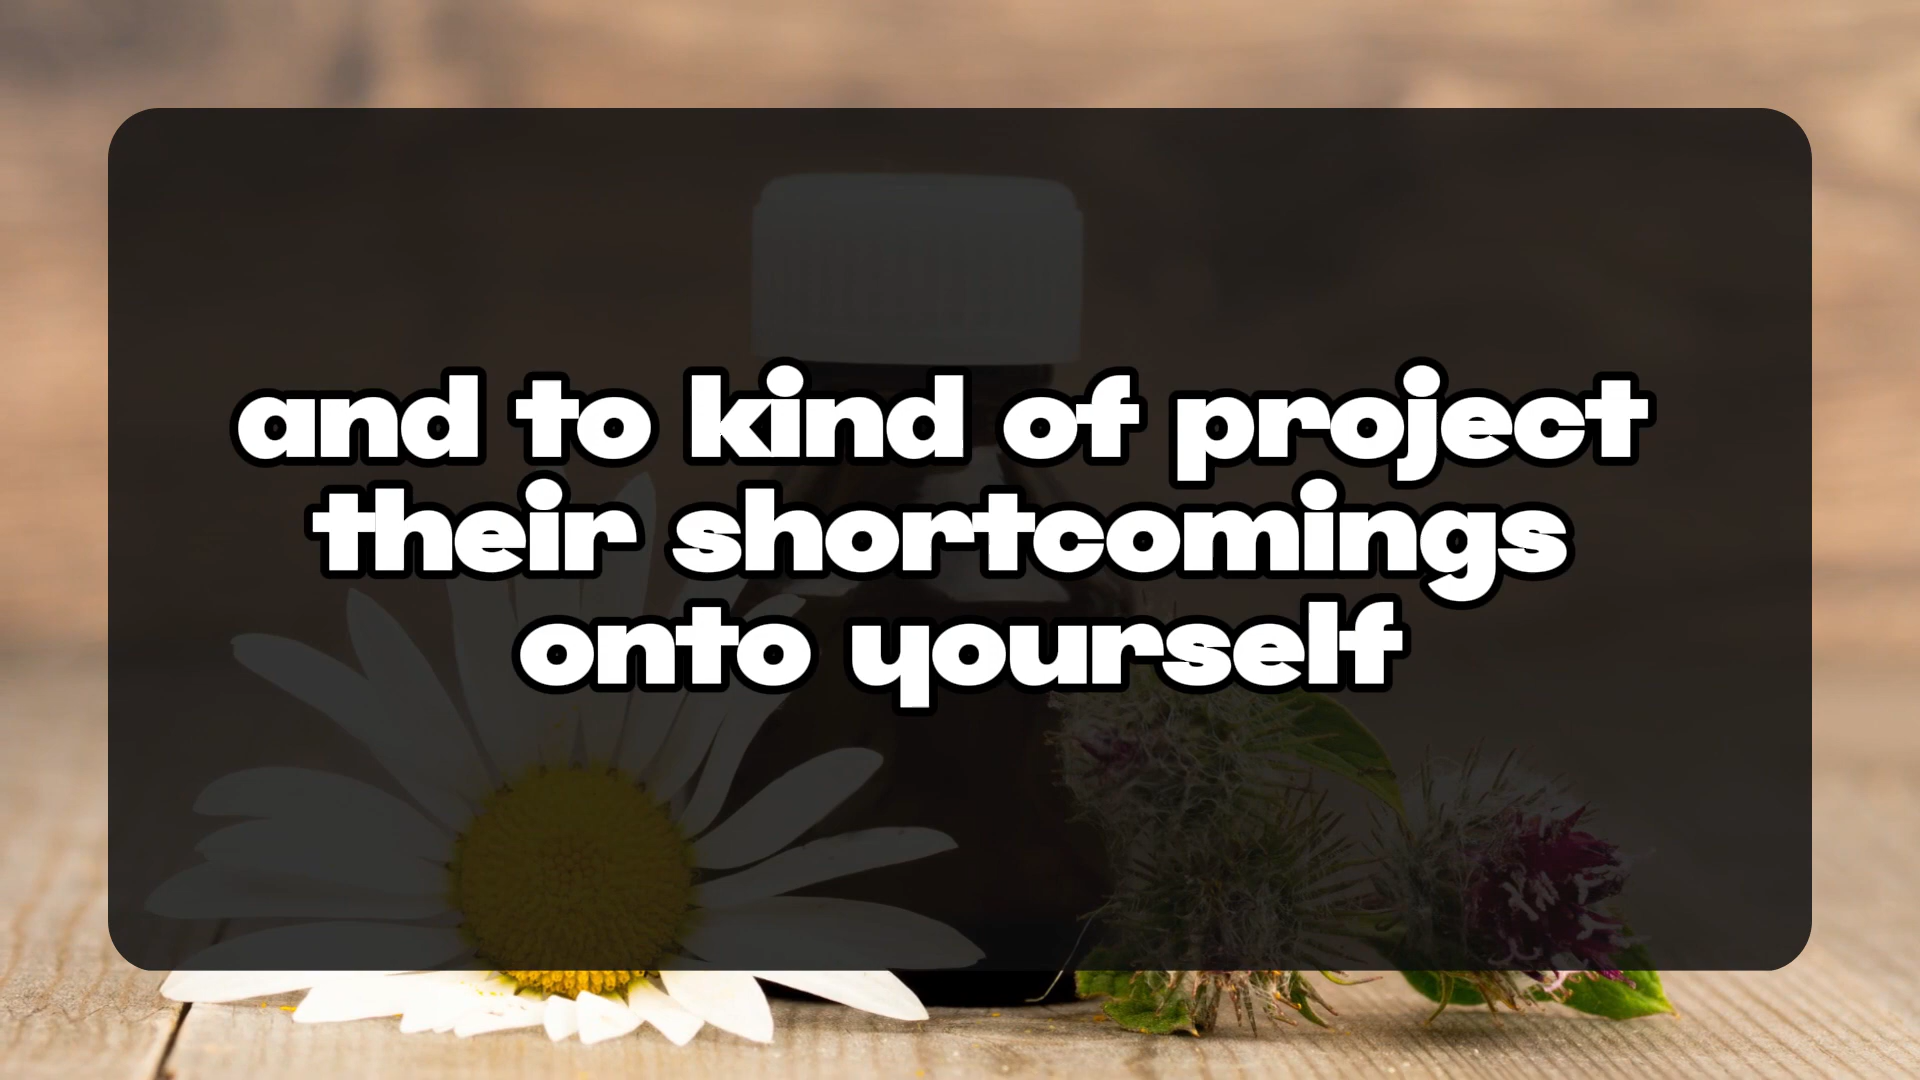 and to kind of project
their shortcomings
onto yourself